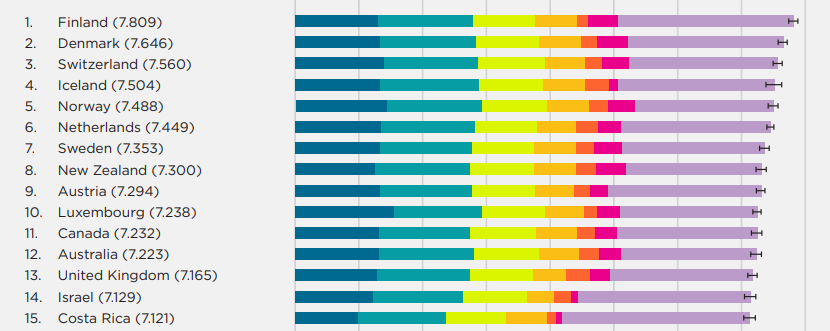 1. Finland (7.809)
2. Denmark (7.646)
3. Switzerland (7.560)
4. Iceland (7.504)
5. Norway (7.488)
6. Netherlands (7.449)
7. Sweden (7.353)
8. New Zealand (7.300)
9. Austria (7.294)
10. Luxembourg (7.238)
11. Canada (7.232)
12. Australia (7.223)
13. United Kingdom (7.165)
14. Israel (7.129)
15. Costa Rica (7.121)